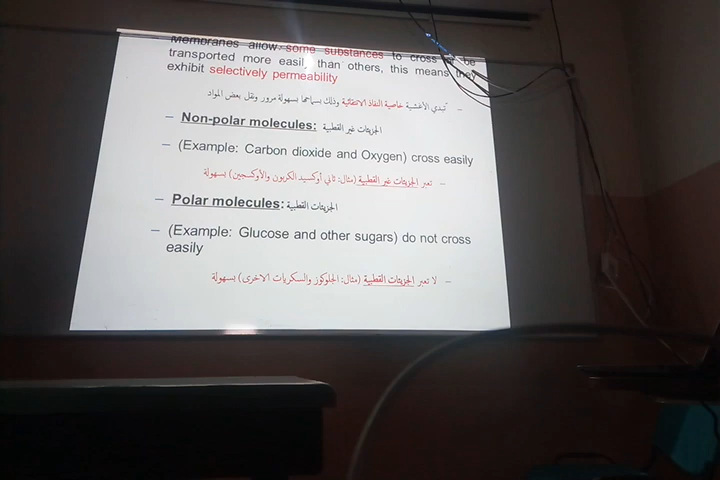 Membranes allow some substances to cross or be
transported more easily than others, this means they
exhibit selectively permeability
– تبدي الأغشية خاصية النفاذ الانتقائية وذلك بسماحها بسهولة مرور ونقل بعض المواد
– Non-polar molecules: الجزيئات غير القطبية
– (Example: Carbon dioxide and Oxygen) cross easily
– تعبر الجزيئات غير القطبية (مثال: ثاني أوكسيد الكربون والأوكسجين) بسهولة
– Polar molecules: الجزيئات القطبية
– (Example: Glucose and other sugars) do not cross
easily
– لا تعبر الجزيئات القطبية (مثال: الجلوكوز والسكريات الاخرى) بسهولة